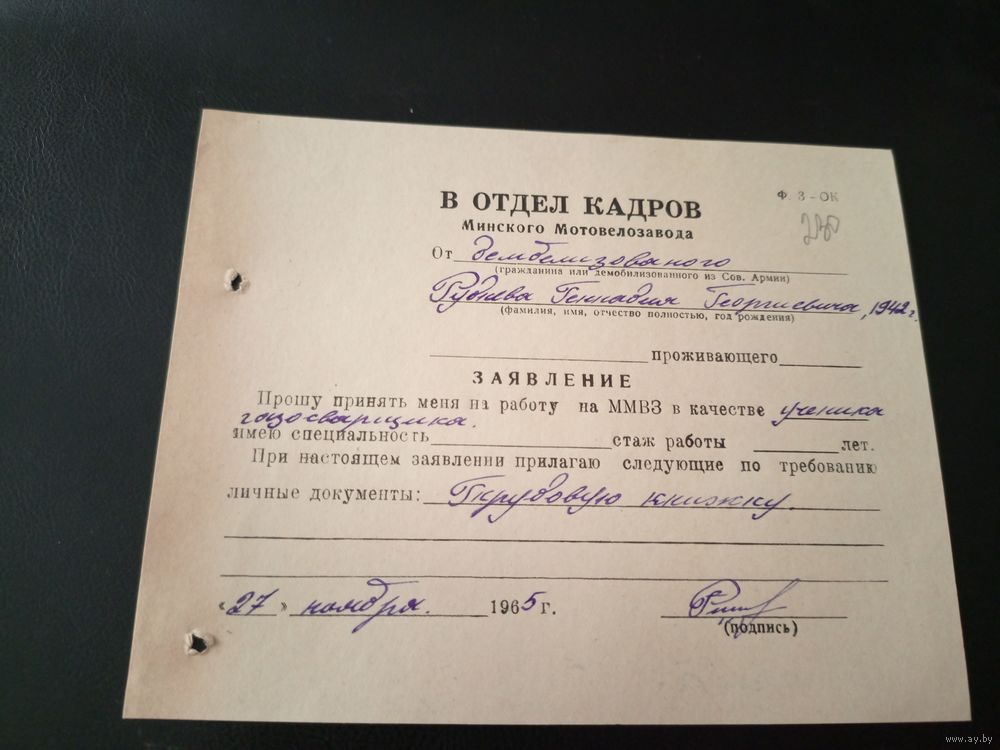 Ф. 3 - ОК
230
В ОТДЕЛ КАДРОВ
Минского Мотовелозавода
От дембелизованого
(гражданина или демобилизованного из Сов. Армии)
Геннадия Георгиевича, 1942 г.
(фамилия, имя, отчество полностью, год рождения)
проживающего
ЗАЯВЛЕНИЕ
Прошу принять меня на работу на ММВЗ в качестве ученика
газосварщика.
имею специальность стаж работы лет.
При настоящем заявлении прилагаю следующие по требованию
личные документы: Трудовую книжку.
«27» ноября. 1965 г.
(подпись)
www.ay.by